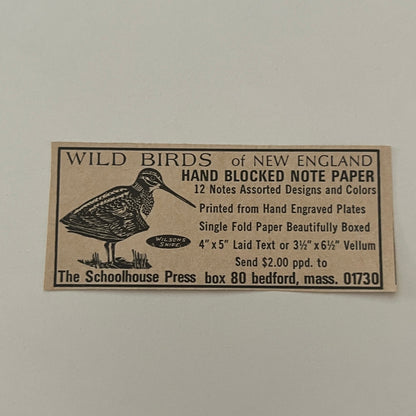 WILD BIRDS of NEW ENGLAND
HAND BLOCKED NOTE PAPER
12 Notes Assorted Designs and Colors
Printed from Hand Engraved Plates
Single Fold Paper Beautifully Boxed
WILSONS SNIPE
4" x 5" Laid Text or 3½" x 6½" Vellum
Send $2.00 ppd. to
The Schoolhouse Press box 80 bedford, mass. 01730